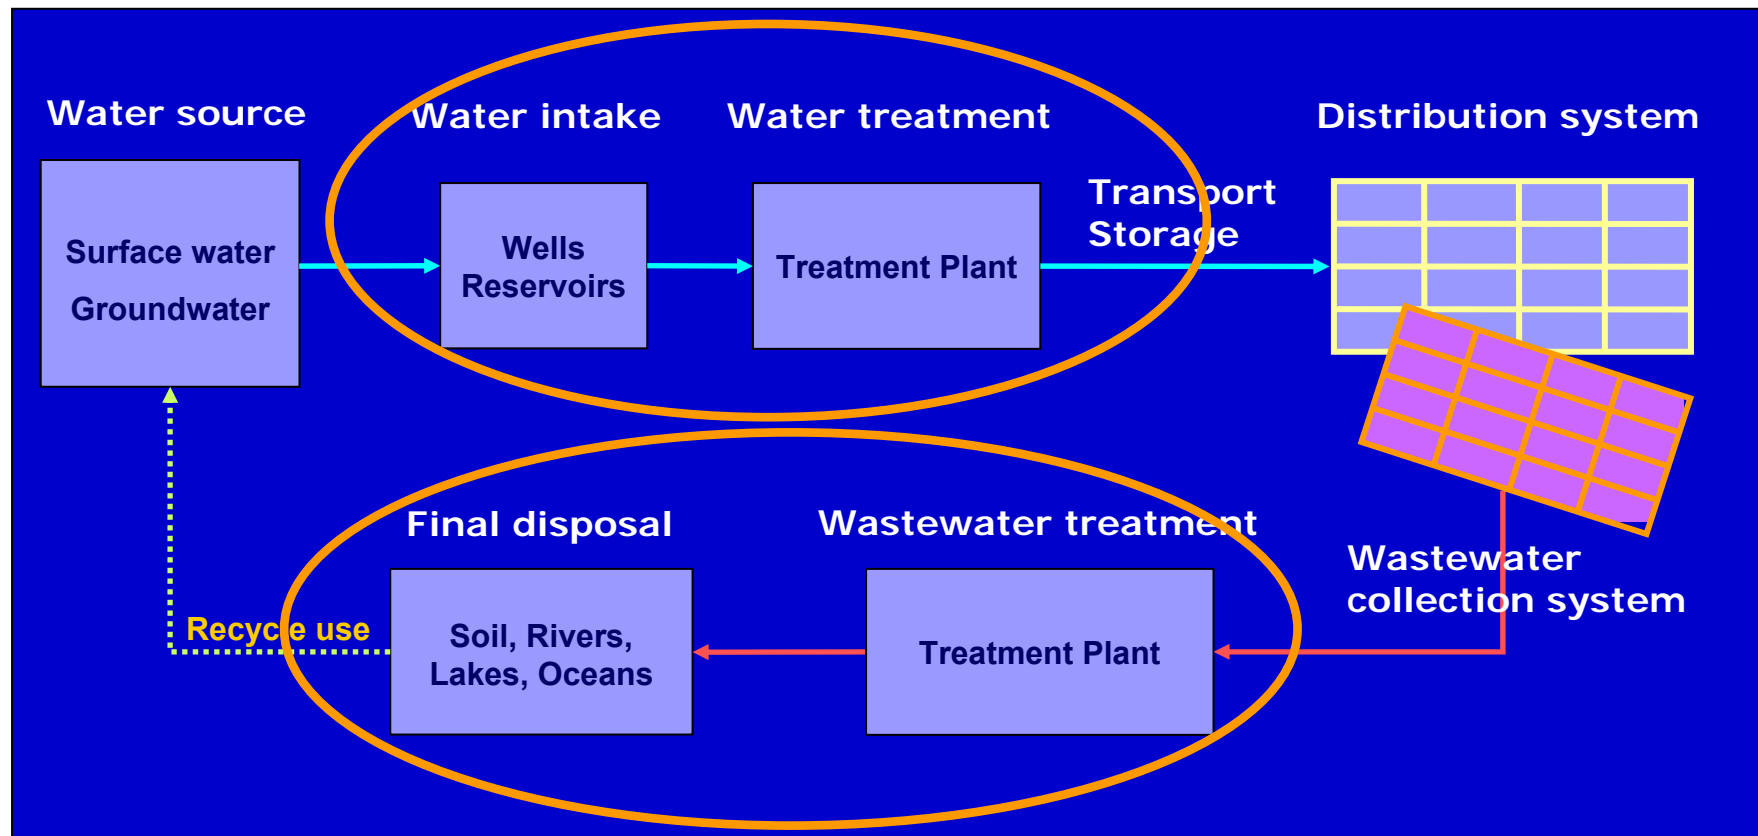 Water source
Water intake
Water treatment
Distribution system
Surface water
Groundwater
Wells
Reservoirs
Treatment Plant
Transport
Storage
Final disposal
Wastewater treatment
Wastewater
collection system
Recycle use
Soil, Rivers,
Lakes, Oceans
Treatment Plant